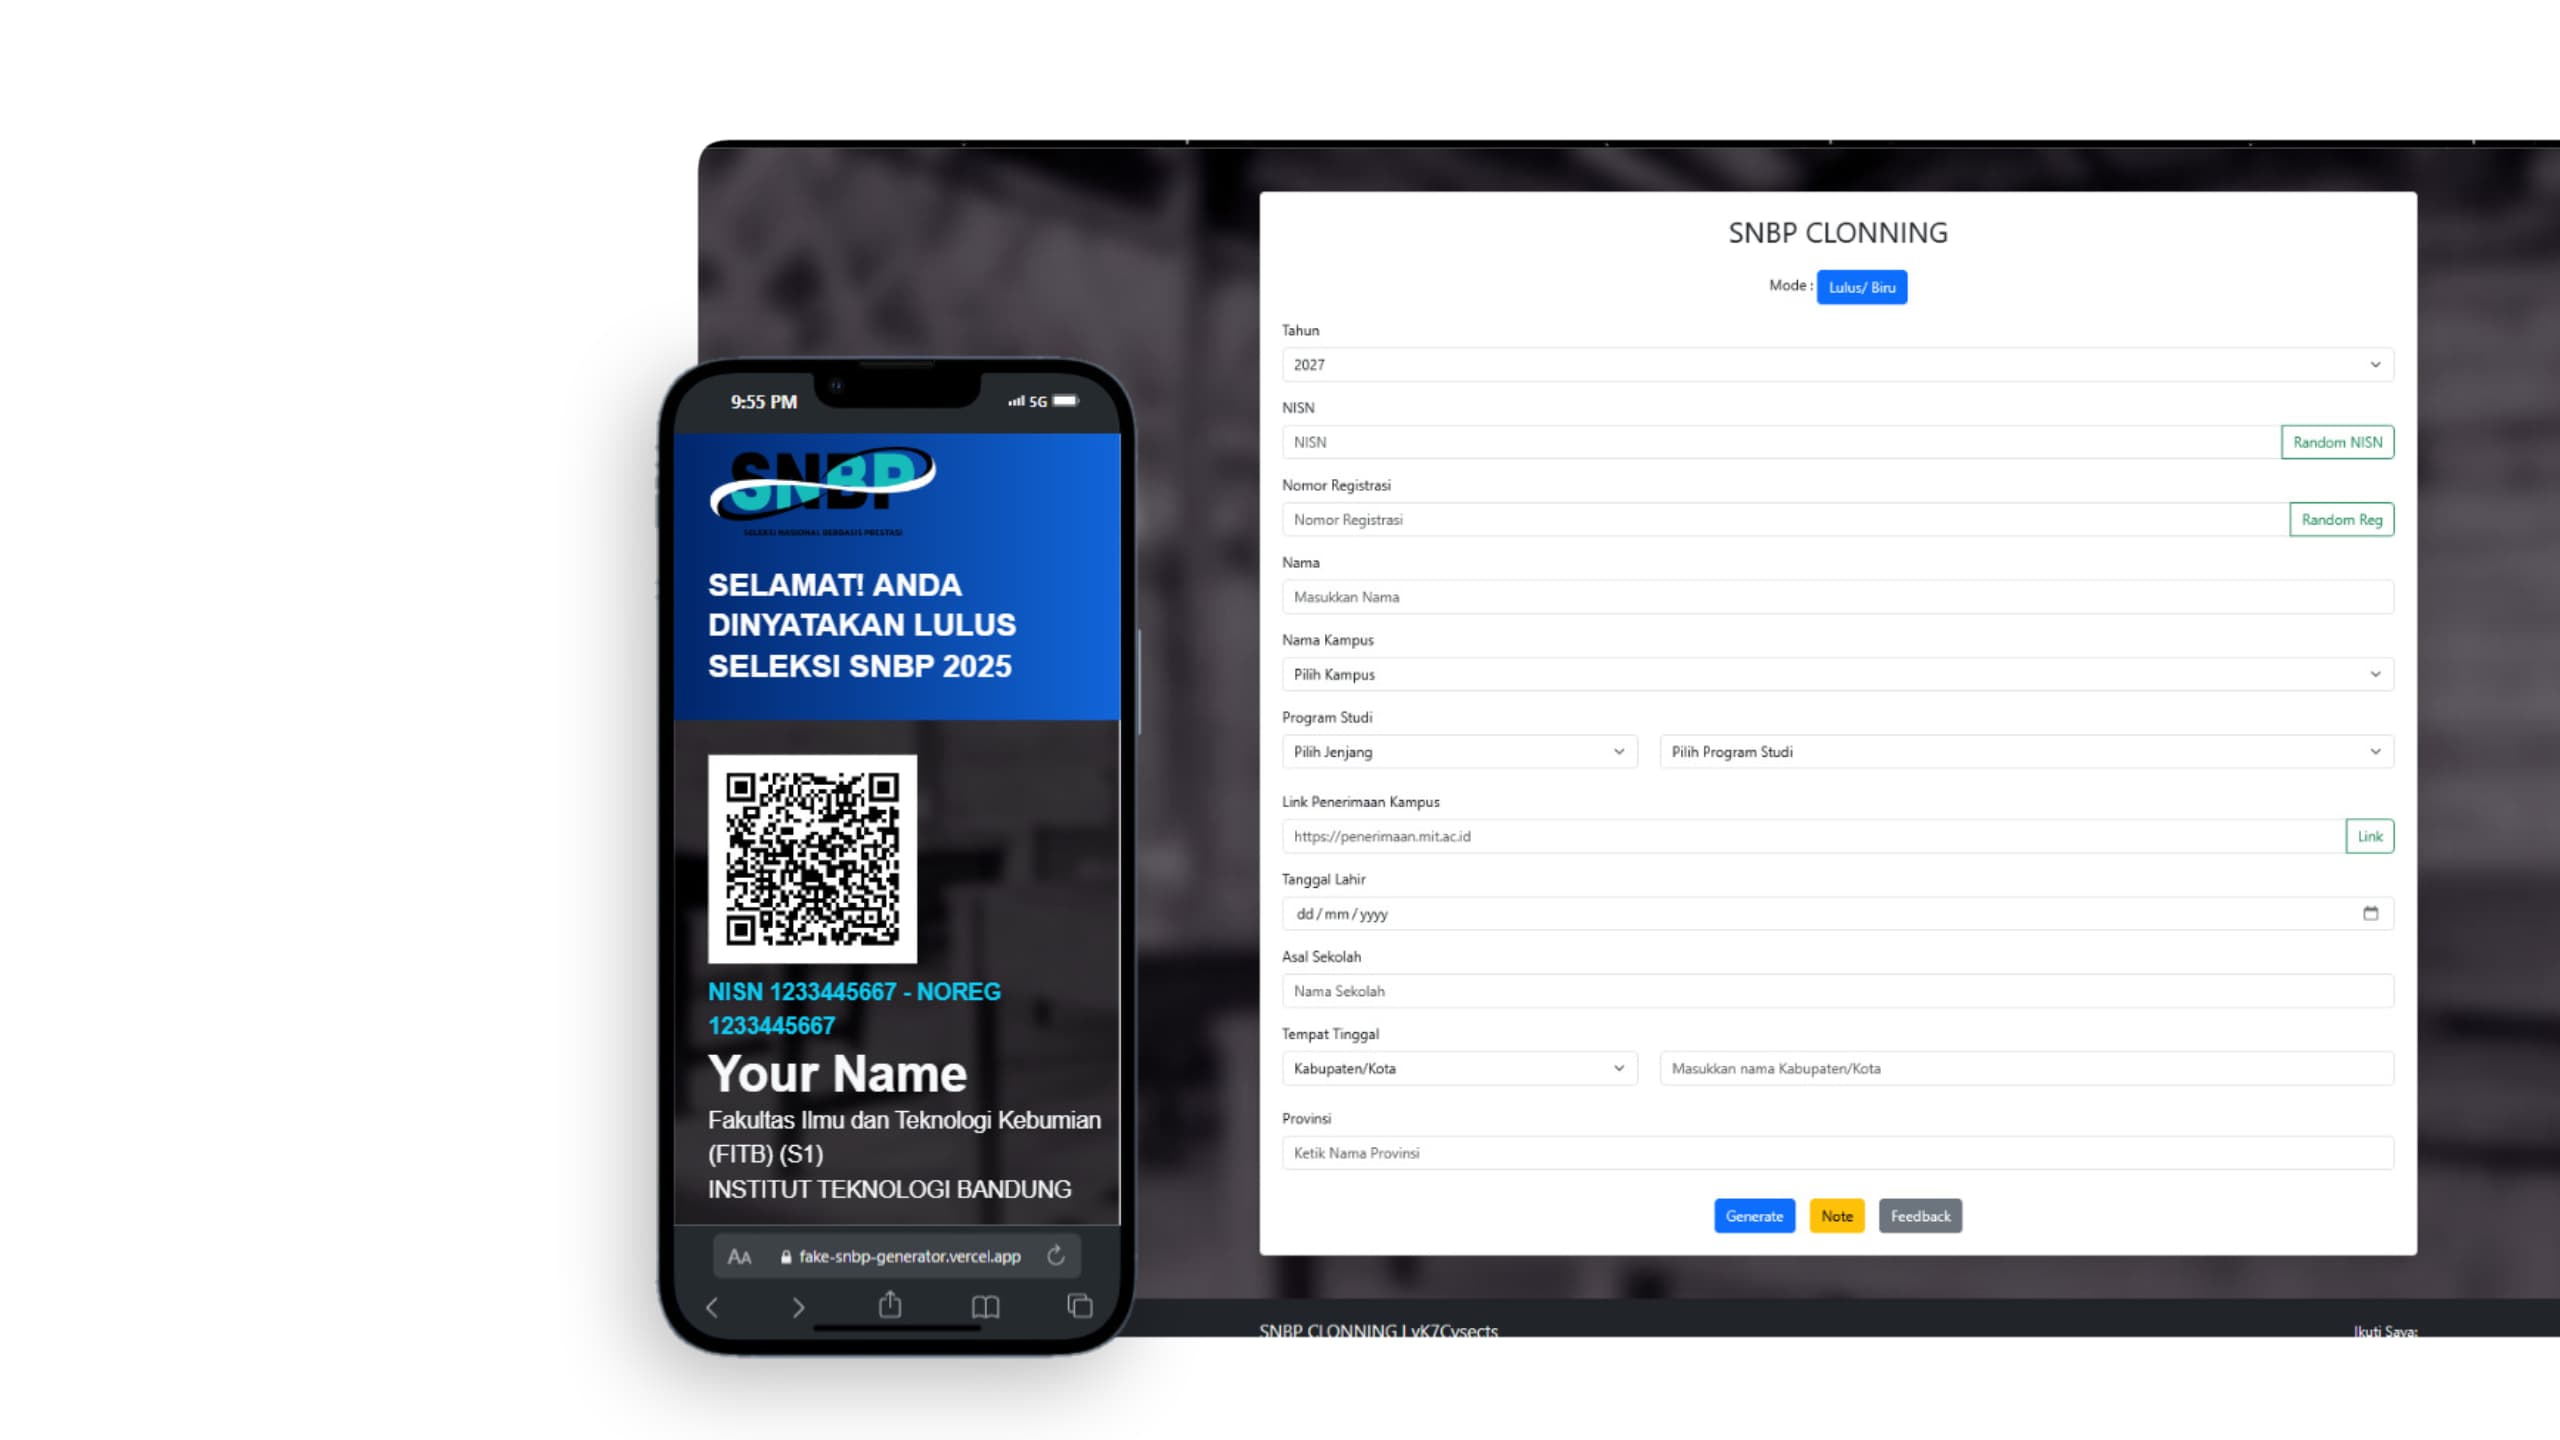 9:55 PM
5G
SNBP
SELEKSI NASIONAL BERBASIS PRESTASI
SELAMAT! ANDA
DINYATAKAN LULUS
SELEKSI SNBP 2025
NISN 1233445667 - NOREG
1233445667
Your Name
Fakultas Ilmu dan Teknologi Kebumian
(FITB) (S1)
INSTITUT TEKNOLOGI BANDUNG
AA fake-snbp-generator.vercel.app
SNBP CLONNING
Mode : Lulus/ Biru
Tahun
2027
NISN
NISN Random NISN
Nomor Registrasi
Nomor Registrasi Random Reg
Nama
Masukkan Nama
Nama Kampus
Pilih Kampus
Program Studi
Pilih Jenjang Pilih Program Studi
Link Penerimaan Kampus
https://penerimaan.mit.ac.id Link
Tanggal Lahir
dd/mm/yyyy
Asal Sekolah
Nama Sekolah
Tempat Tinggal
Kabupaten/Kota Masukkan nama Kabupaten/Kota
Provinsi
Ketik Nama Provinsi
Generate Note Feedback
SNBP CLONNING
Ikuti Saya: